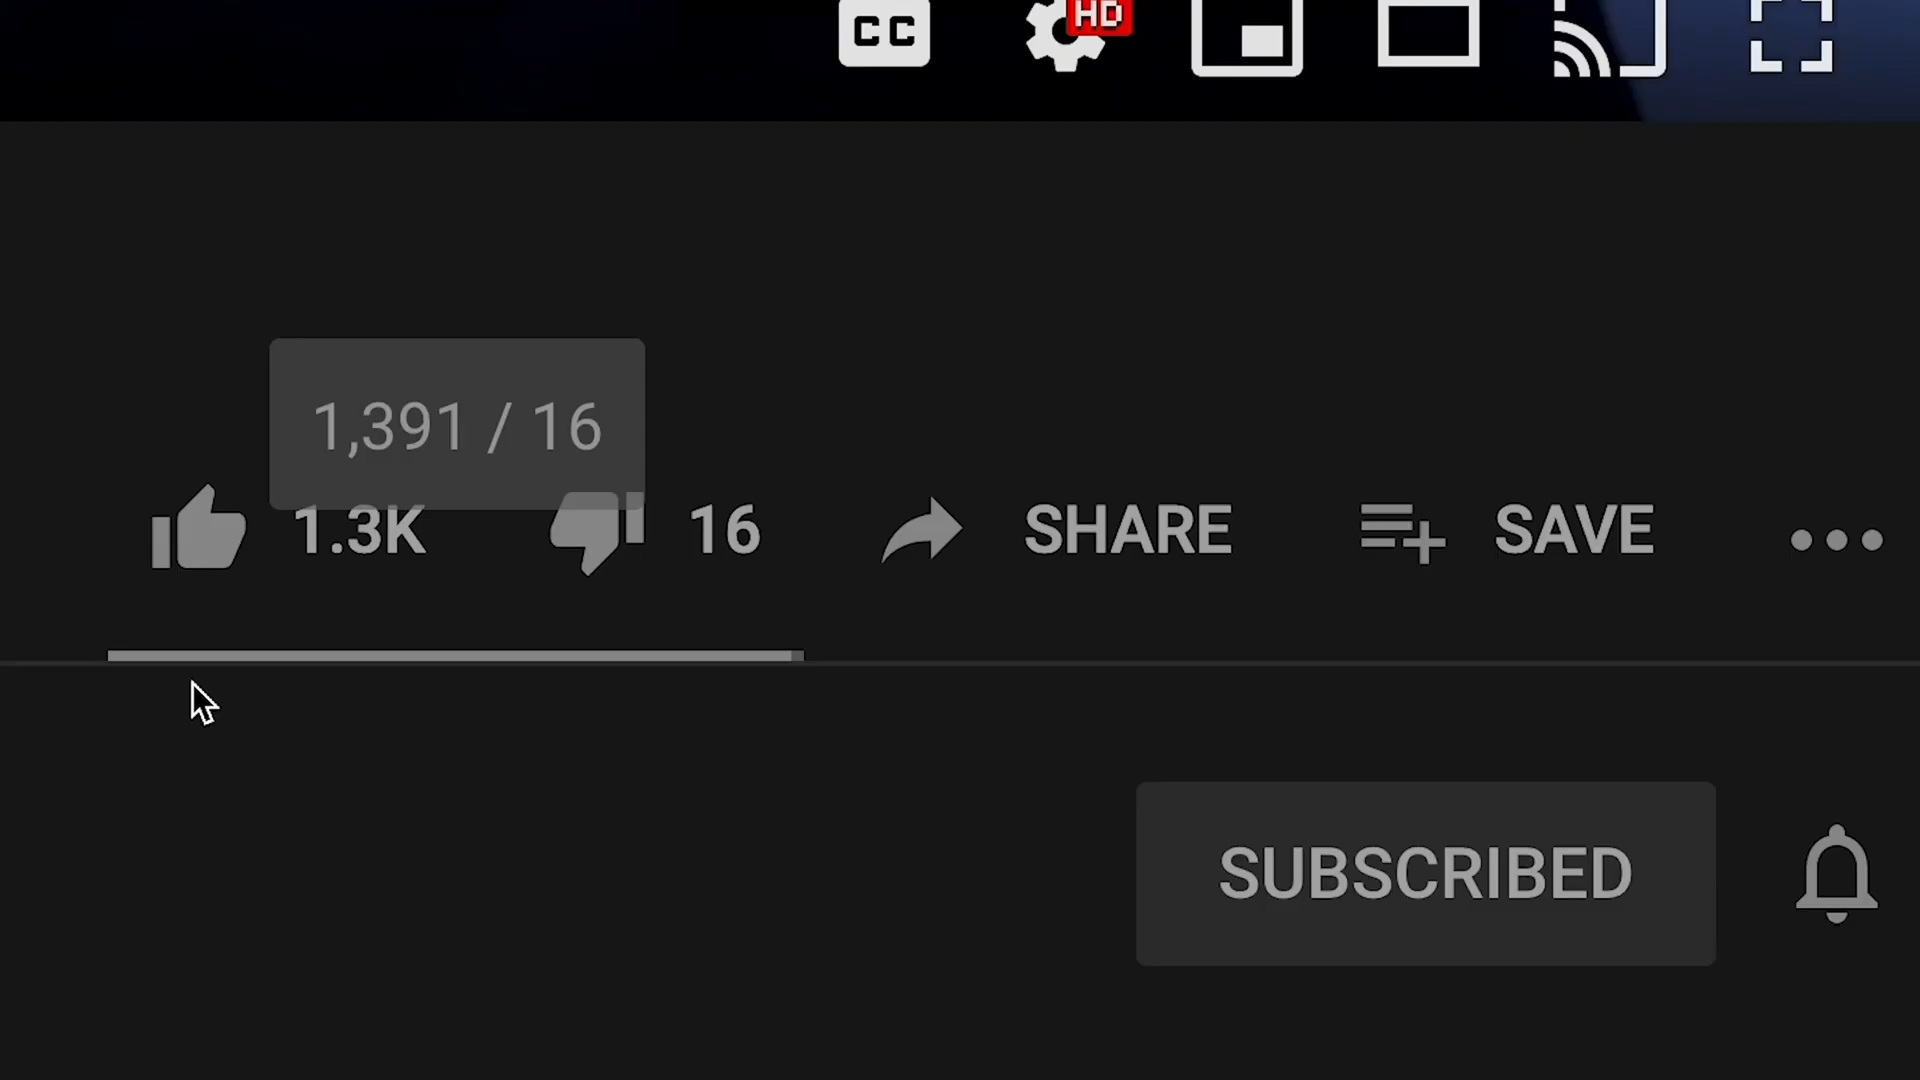 CC
HD
1,391 / 16
1.3K 16 SHARE SAVE
SUBSCRIBED